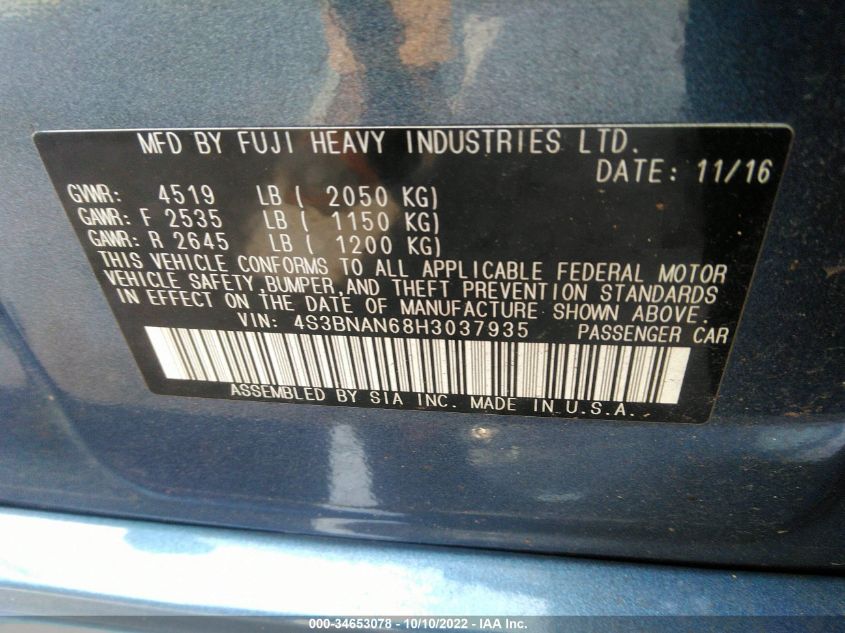 MFD BY FUJI HEAVY INDUSTRIES LTD.
DATE: 11/16
GVWR: 4519 LB ( 2050 KG)
GAWR: F 2535 LB ( 1150 KG)
GAWR: R 2645 LB ( 1200 KG)
THIS VEHICLE CONFORMS TO ALL APPLICABLE FEDERAL MOTOR
VEHICLE SAFETY,BUMPER,AND THEFT PREVENTION STANDARDS
IN EFFECT ON THE DATE OF MANUFACTURE SHOWN ABOVE.
VIN: 4S3BNAN68H3037935 PASSENGER CAR
ASSEMBLED BY SIA INC. MADE IN U.S.A.
000-34653078 - 10/10/2022 - IAA Inc.